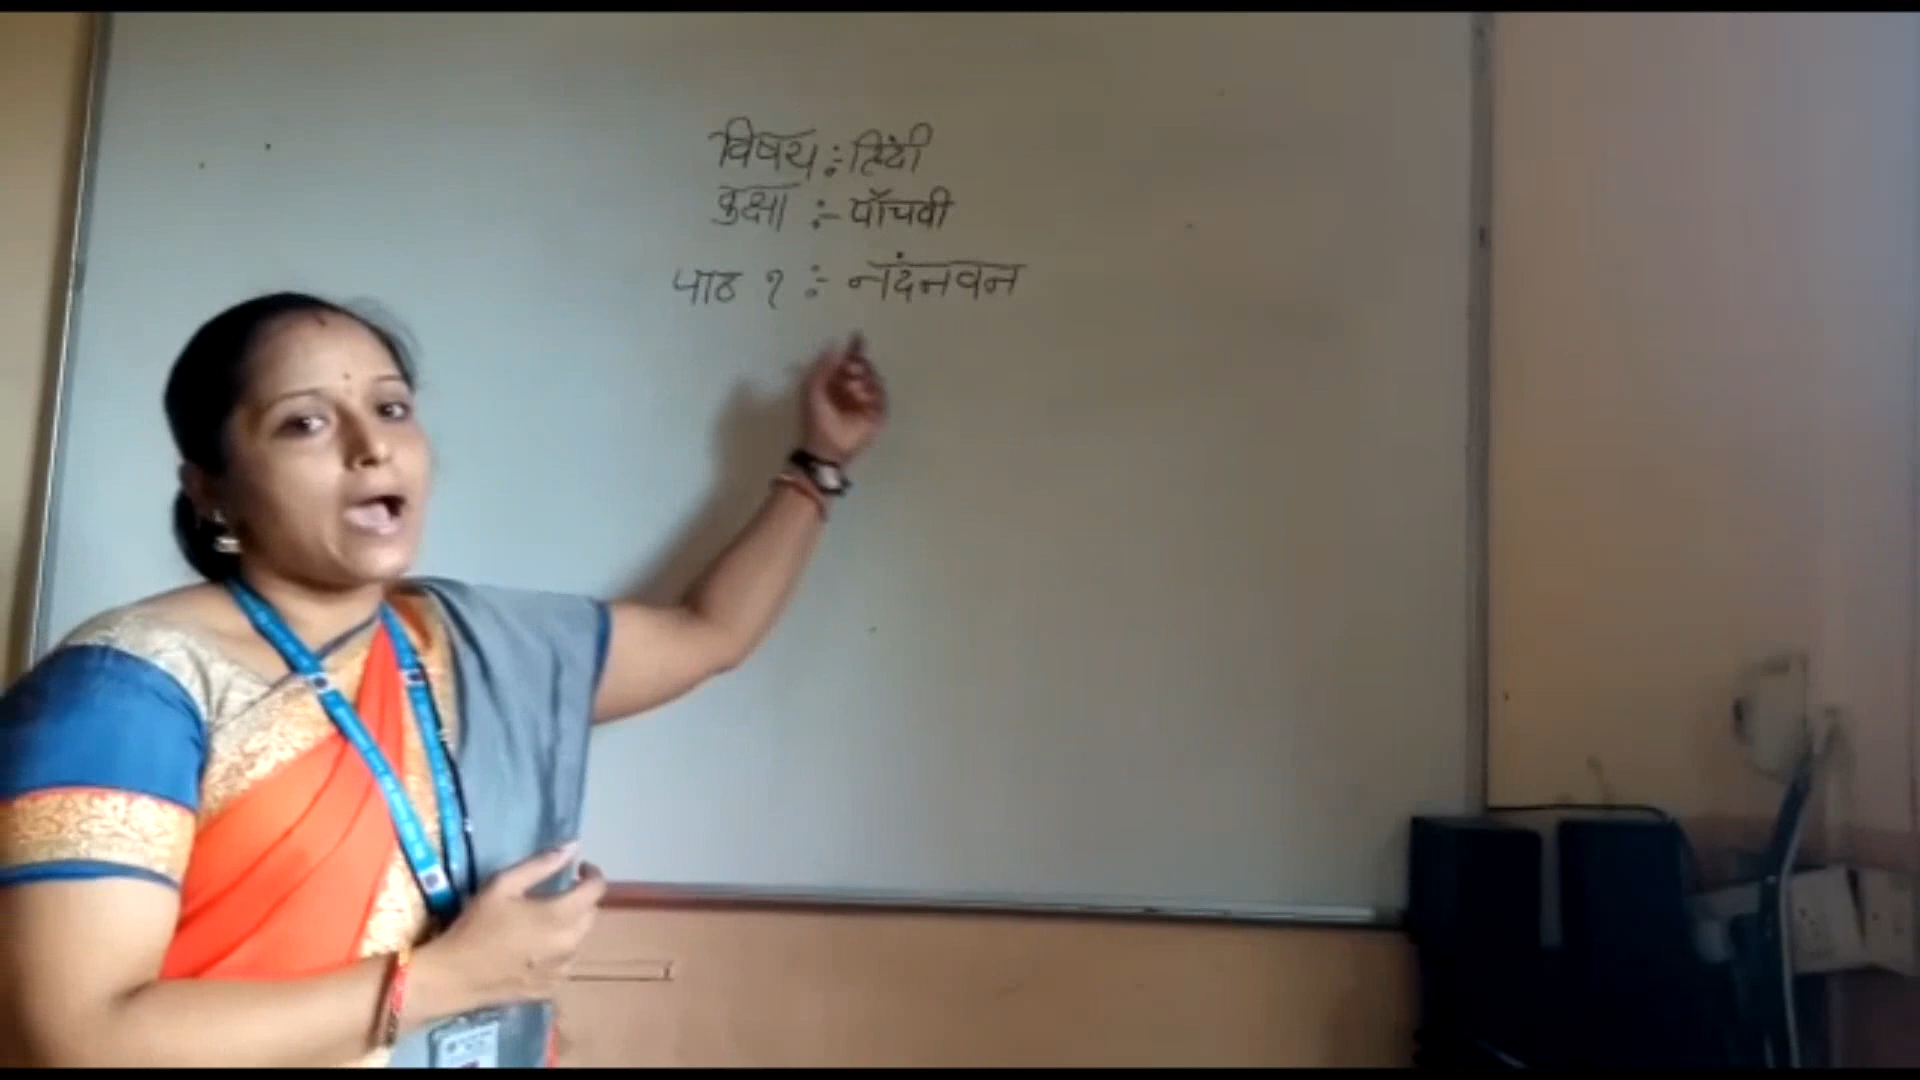 विषय :- हिंदी
कक्षा :- पाँचवी
पाठ १ :- नंदनवन